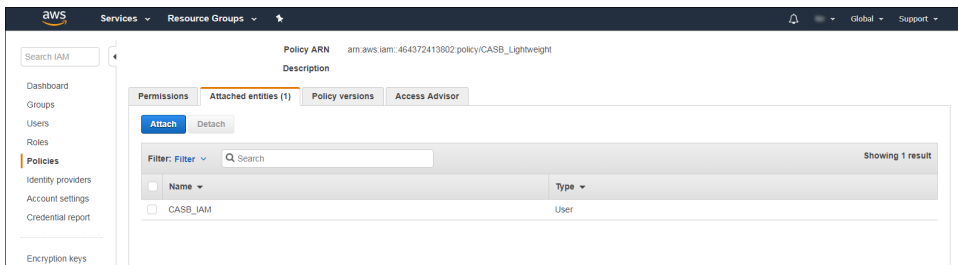 aws Services Resource Groups Global Support
Search IAM
Policy ARN arn:aws:iam::464372413802:policy/CASB_Lightweight
Description
Dashboard
Groups
Users
Roles
Policies
Identity providers
Account settings
Credential report
Encryption keys
Permissions Attached entities (1) Policy versions Access Advisor
Attach Detach
Filter: Filter Search Showing 1 result
Name Type
CASB_IAM User